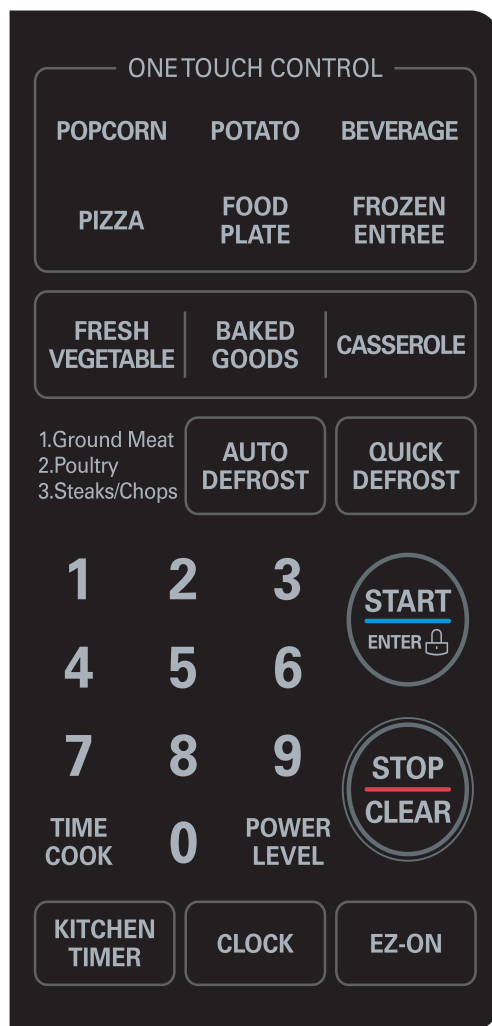 ONE TOUCH CONTROL
POPCORN POTATO BEVERAGE
PIZZA
FOOD
PLATE
FROZEN
ENTREE
FRESH
VEGETABLE
BAKED
GOODS
CASSEROLE
1.Ground Meat
2.Poultry
3.Steaks/Chops
AUTO
DEFROST
QUICK
DEFROST
1 2 3
START
ENTER
4 5 6
7 8 9
STOP
CLEAR
TIME
COOK
0
POWER
LEVEL
KITCHEN
TIMER
CLOCK
EZ-ON